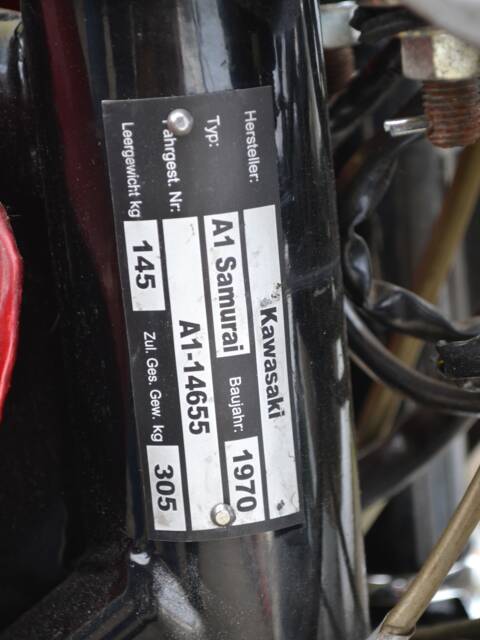 Hersteller: Kawasaki
Typ: A1 Samurai Baujahr: 1970
Fahrgest. Nr: A1-14655
Leergewicht kg 145 Zul. Ges. Gew. kg 305